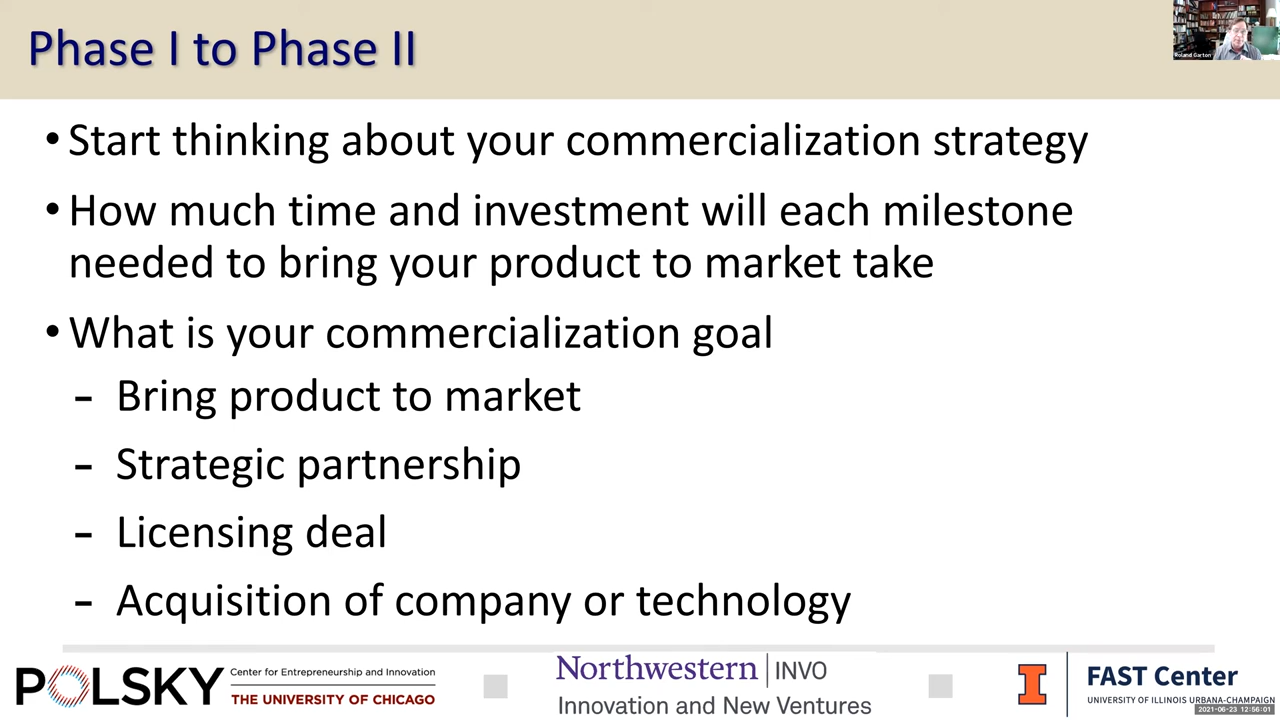 Phase I to Phase II
Roland Garton
• Start thinking about your commercialization strategy
• How much time and investment will each milestone
needed to bring your product to market take
• What is your commercialization goal
- Bring product to market
- Strategic partnership
- Licensing deal
- Acquisition of company or technology
POLSKY
Center for Entrepreneurship and Innovation
THE UNIVERSITY OF CHICAGO
Northwestern | INVO
Innovation and New Ventures
I
FAST Center
UNIVERSITY OF ILLINOIS URBANA-CHAMPAIGN
2021-06-23 12:56:01